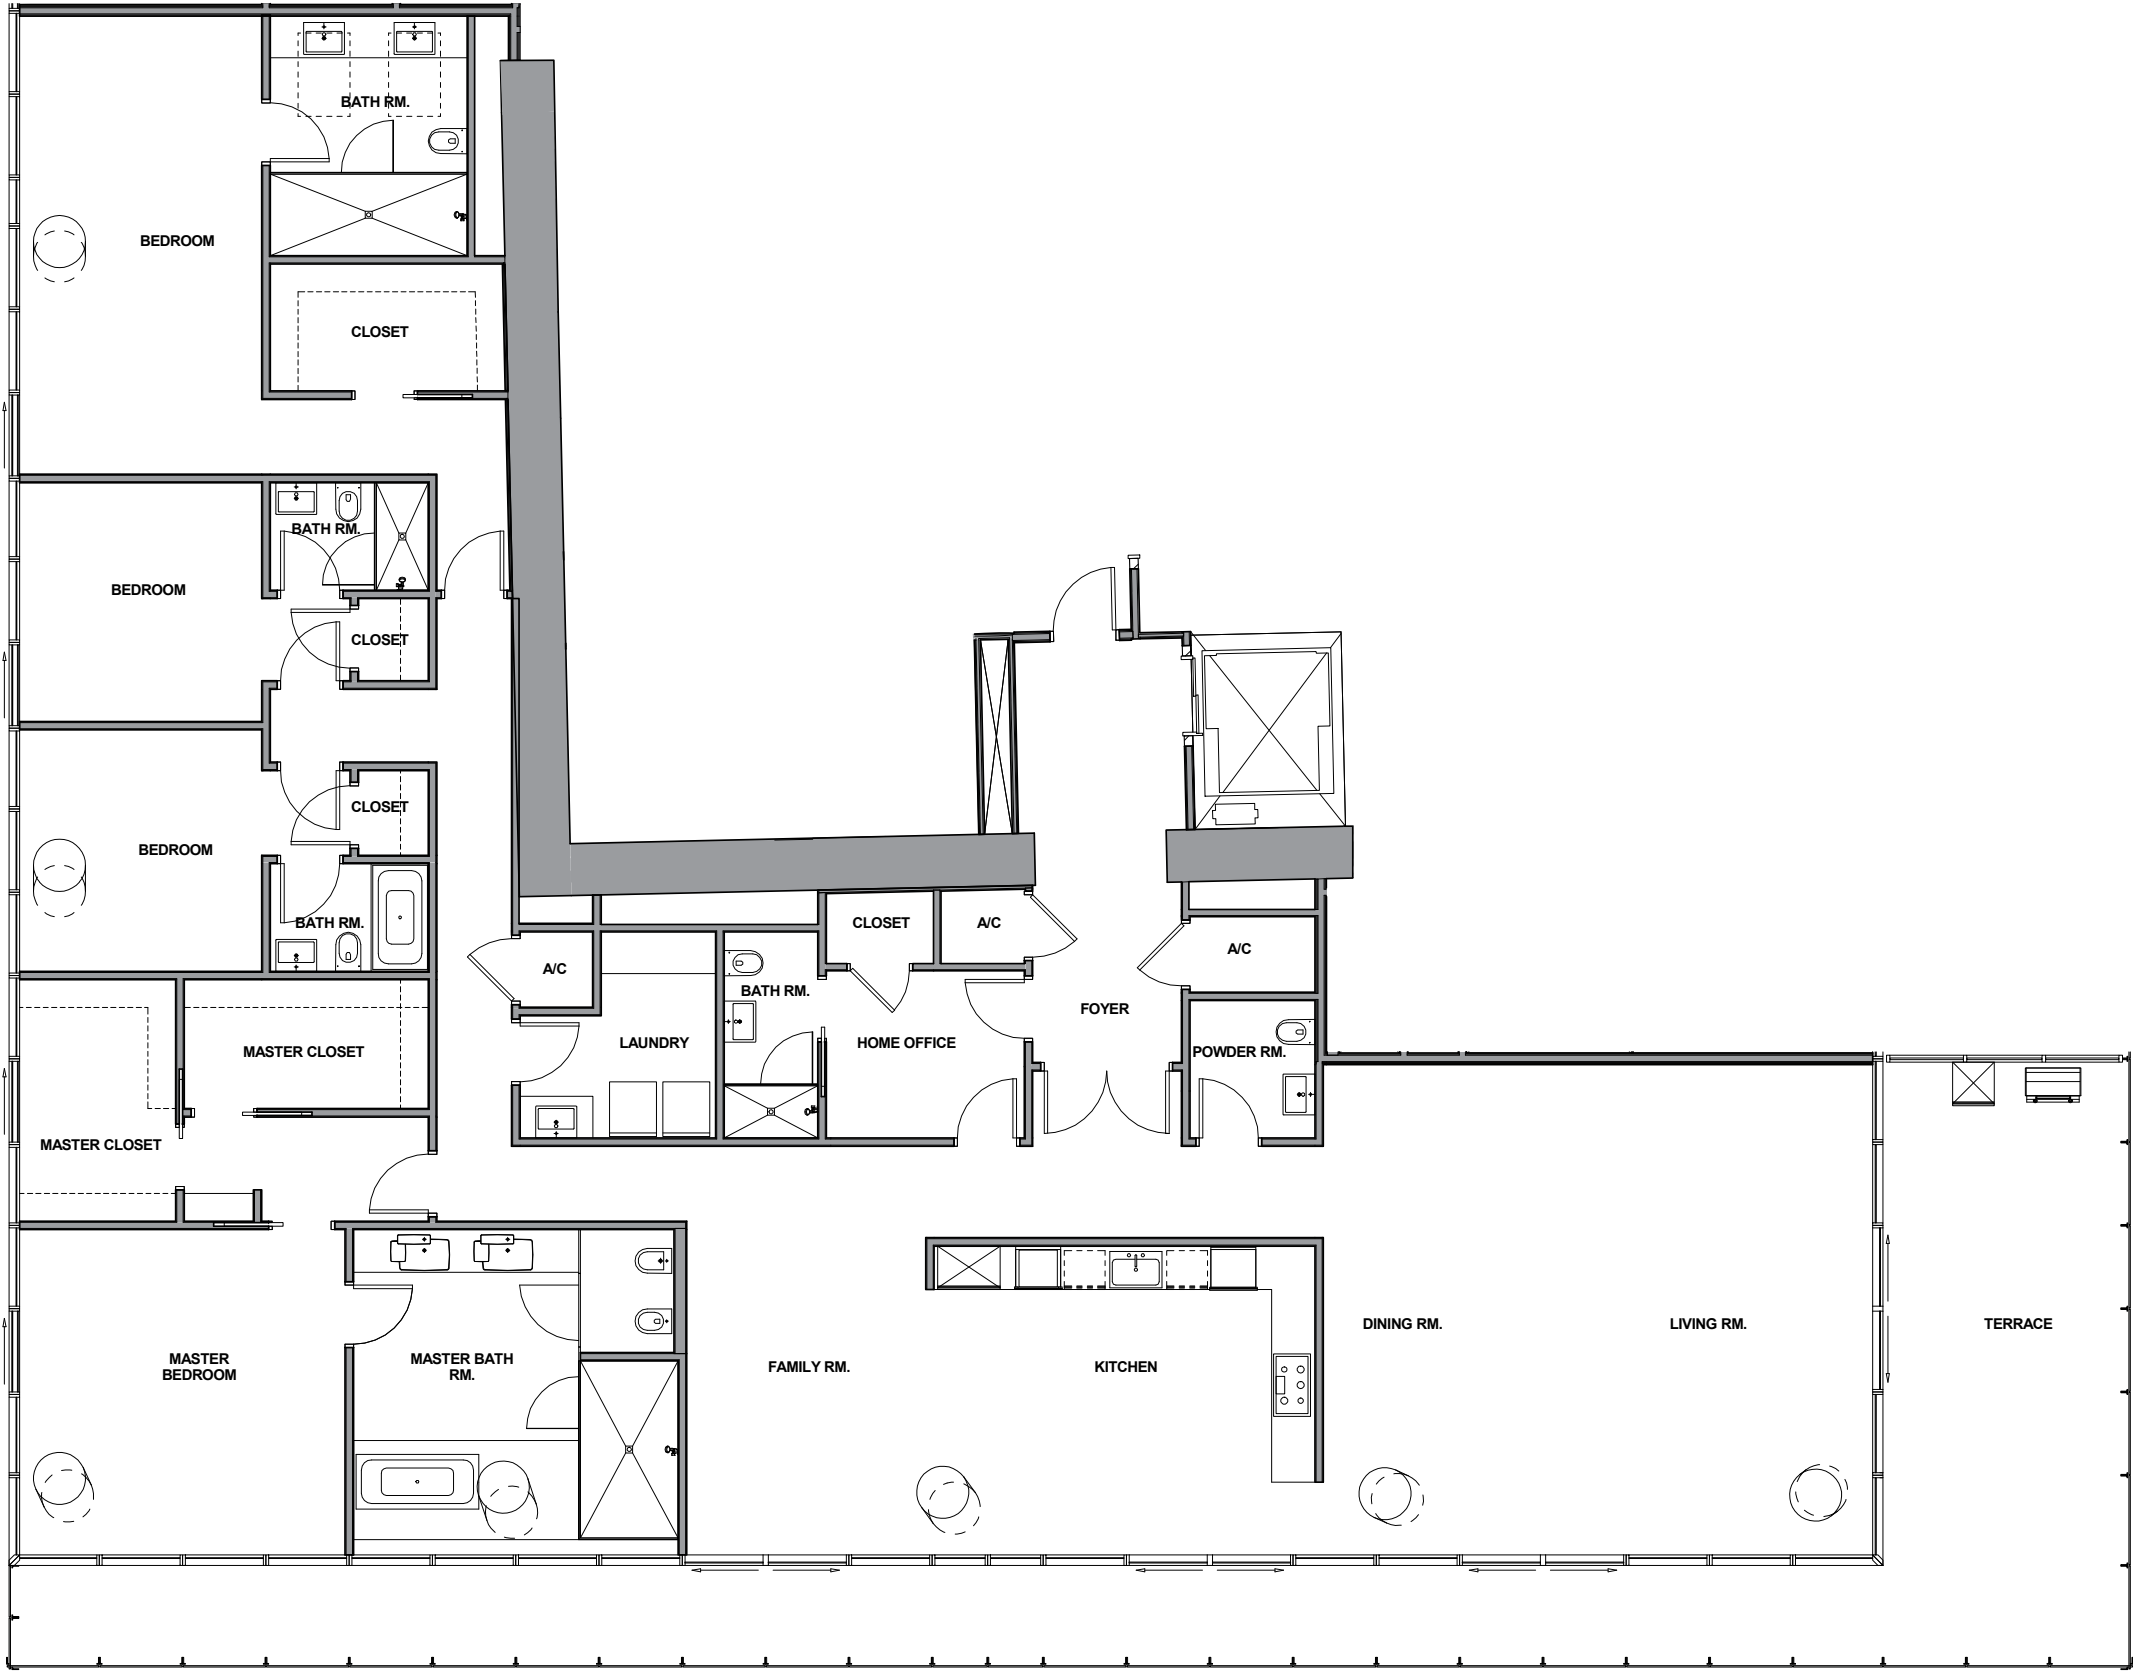 BATH RM.
BEDROOM
CLOSET
BATH RM.
BEDROOM
CLOSET
CLOSET
BEDROOM
BATH RM.
CLOSET
A/C
A/C
A/C
BATH RM.
FOYER
HOME OFFICE
LAUNDRY
MASTER CLOSET
POWDER RM.
MASTER CLOSET
DINING RM.
LIVING RM.
TERRACE
MASTER
BEDROOM
MASTER BATH
RM.
FAMILY RM.
KITCHEN